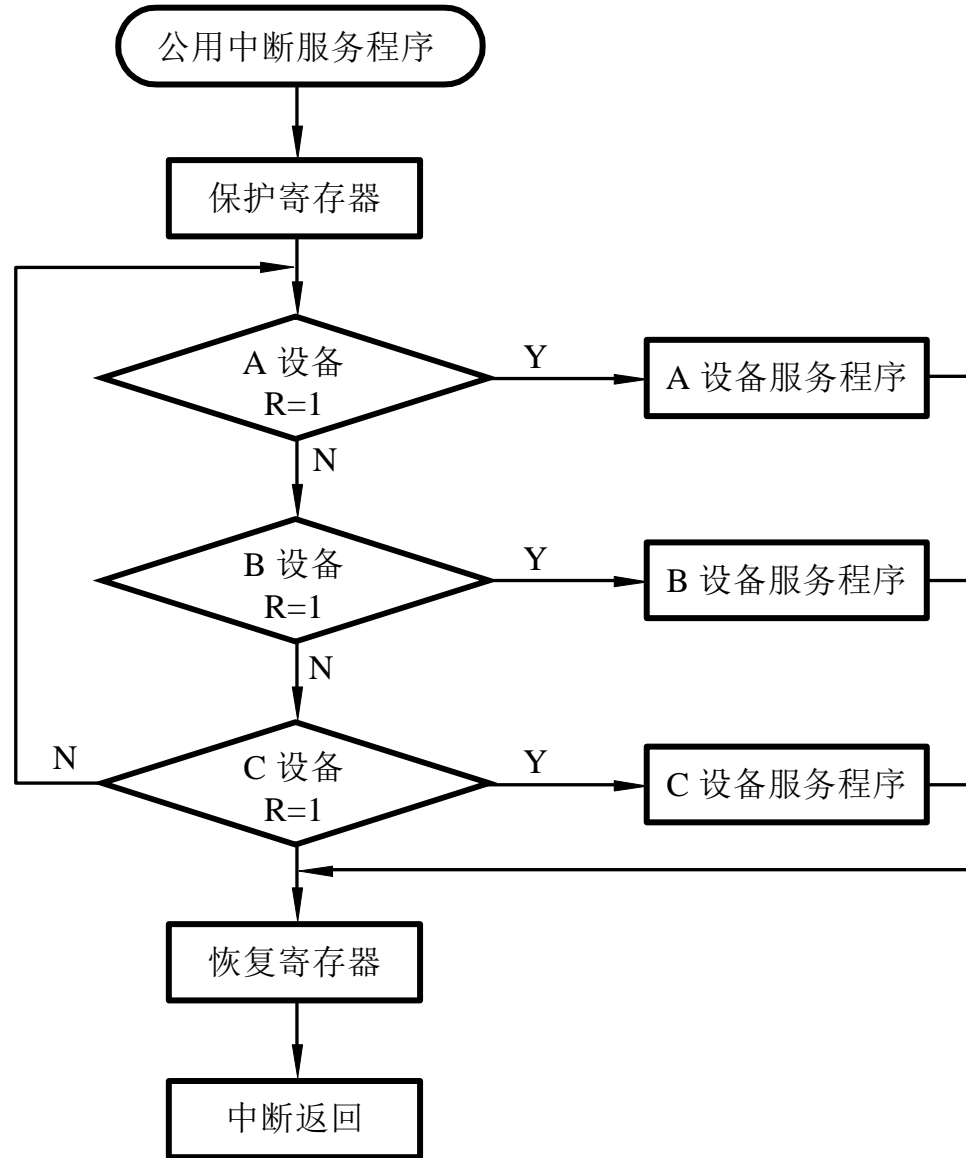 公用中断服务程序
保护寄存器
A 设备
R=1
Y
A 设备服务程序
N
B 设备
R=1
Y
B 设备服务程序
N
N
C 设备
R=1
Y
C 设备服务程序
恢复寄存器
中断返回